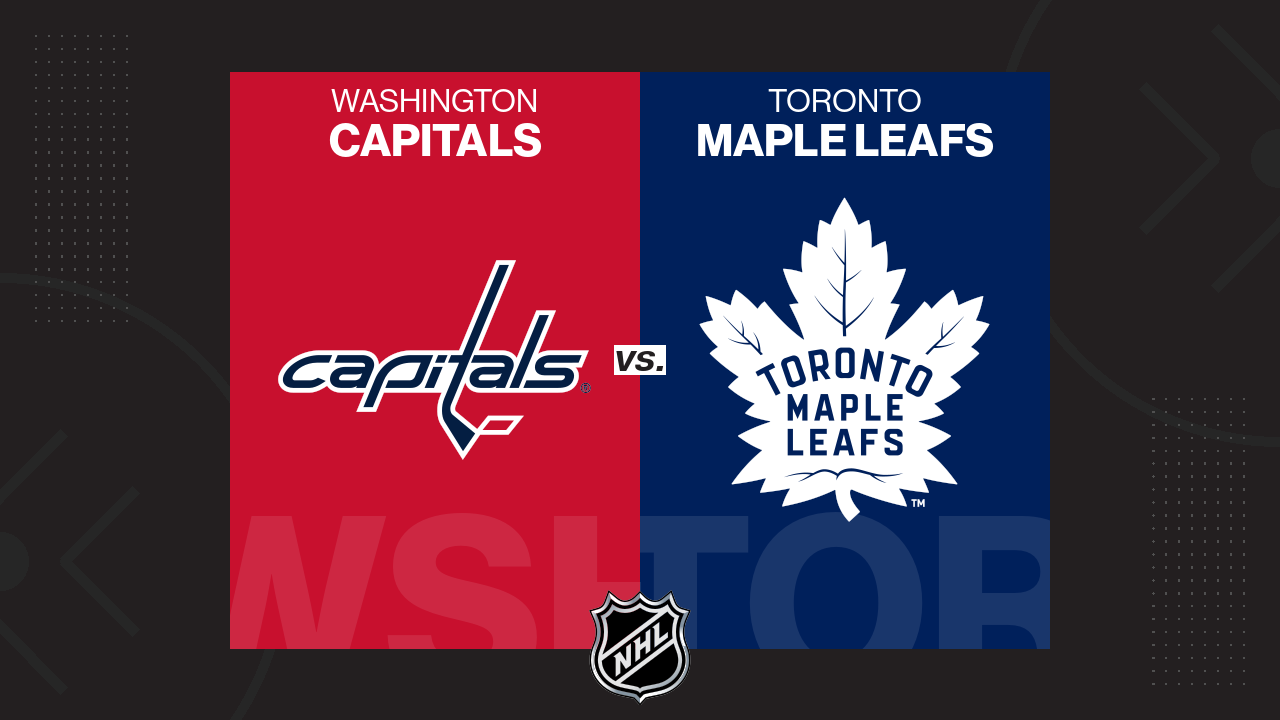 WASHINGTON
CAPITALS
TORONTO
MAPLE LEAFS
capitals
vs.
TORONTO
MAPLE
LEAFS
TM
WSH
TOR
NHL